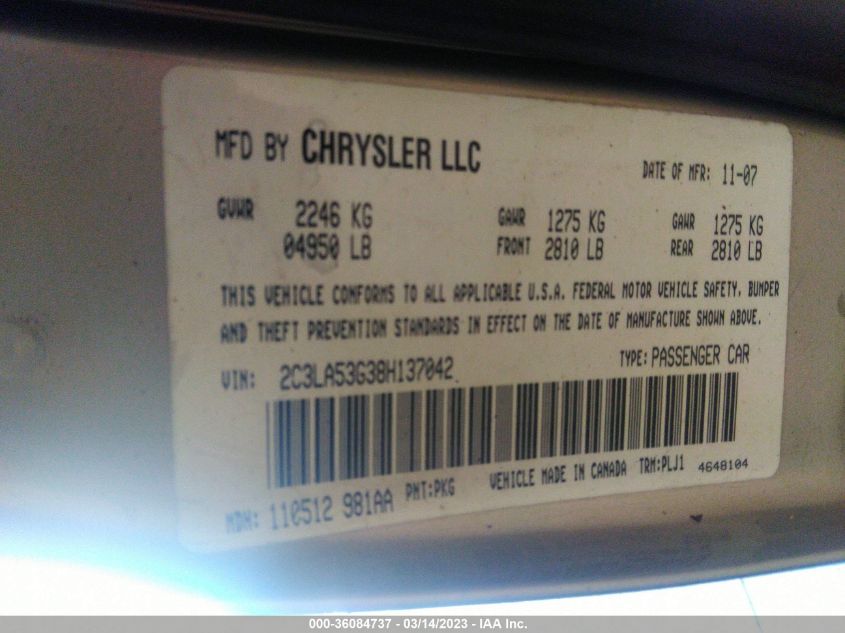 MFD BY CHRYSLER LLC DATE OF MFR: 11-07
GVWR 2246 KG GAWR 1275 KG GAWR 1275 KG
04950 LB FRONT 2810 LB REAR 2810 LB
THIS VEHICLE CONFORMS TO ALL APPLICABLE U.S.A. FEDERAL MOTOR VEHICLE SAFETY, BUMPER
AND THEFT PREVENTION STANDARDS IN EFFECT ON THE DATE OF MANUFACTURE SHOWN ABOVE.
VIN: 2C3LA53G38H137042 TYPE: PASSENGER CAR
MDH: 110512 981AA PNT:PKG VEHICLE MADE IN CANADA TRM:PLJ1 4648104
000-36084737 - 03/14/2023 - IAA Inc.